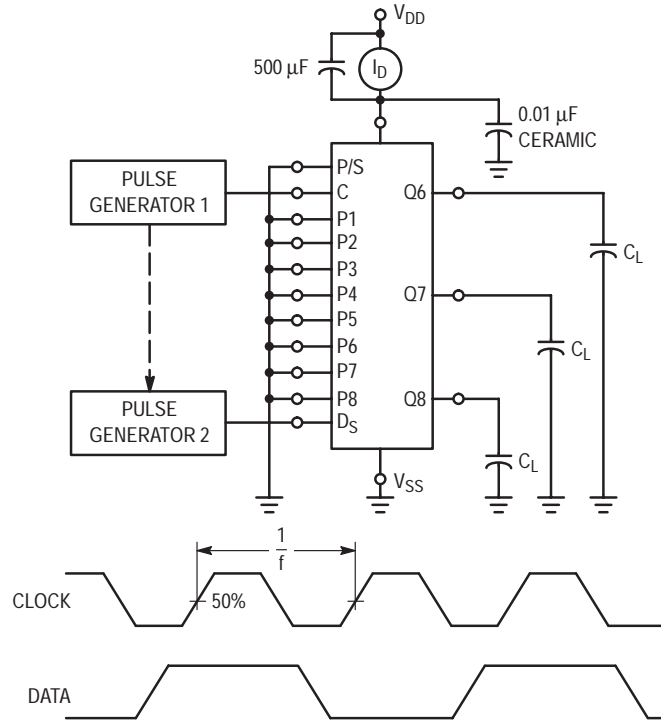 V_DD
500 µF
I_D
0.01 µF
CERAMIC
PULSE
GENERATOR 1
P/S
C
P1
P2
P3
P4
P5
P6
P7
P8
D_S
Q6
Q7
Q8
C_L
C_L
C_L
PULSE
GENERATOR 2
V_SS
1
f
CLOCK
50%
DATA